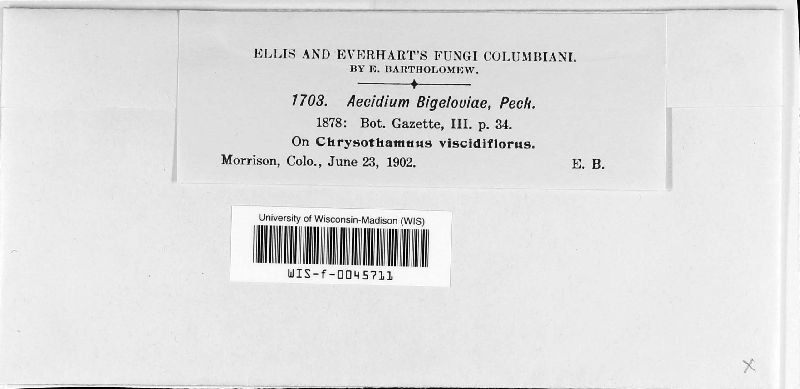 ELLIS AND EVERHART'S FUNGI COLUMBIANI.
BY E. BARTHOLOMEW.
1703. Aecidium Bigeloviae, Peck.
1878: Bot. Gazette, III. p. 34.
On Chrysothamnus viscidiflorus.
Morrison, Colo., June 23, 1902. E. B.
University of Wisconsin-Madison (WIS)
WIS-f-0045711
X